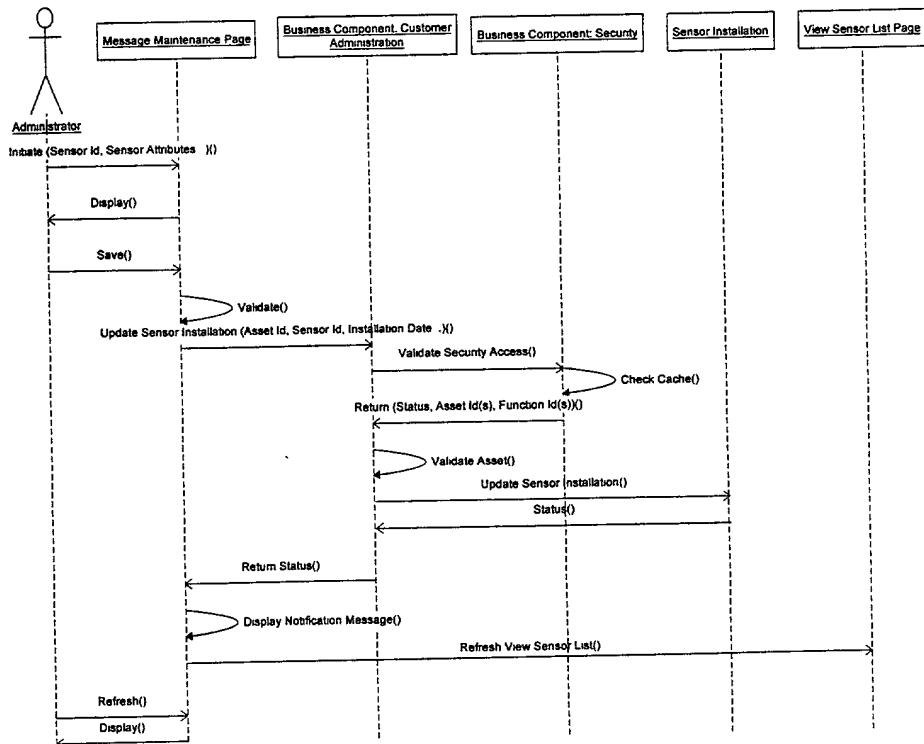 Message Maintenance Page
Business Component. Customer
Administration
Business Component: Security
Sensor Installation
View Sensor List Page
Administrator
Initiate (Sensor Id, Sensor Attributes )()
Display()
Save()
Validate()
Update Sensor Installation (Asset Id, Sensor Id, Installation Date .)()
Validate Security Access()
Check Cache()
Return (Status, Asset Id(s), Function Id(s))()
Validate Asset()
Update Sensor Installation()
Status()
Return Status()
Display Notification Message()
Refresh View Sensor List()
Refresh()
Display()